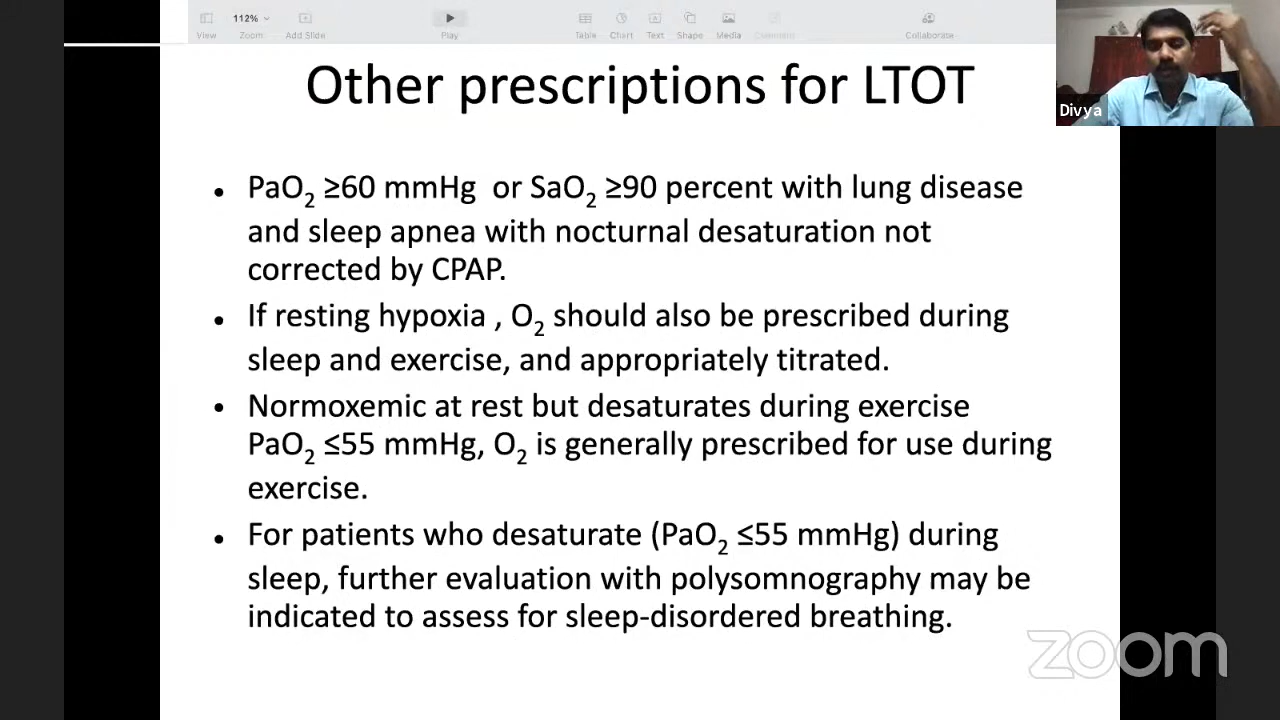 112%
View
Zoom
Add Slide
Play
Table
Chart
Text
Shape
Media
Comment
Collaborate
Other prescriptions for LTOT
Divya
• PaO₂ ≥60 mmHg  or SaO₂ ≥90 percent with lung disease
and sleep apnea with nocturnal desaturation not
corrected by CPAP.
• If resting hypoxia , O₂ should also be prescribed during
sleep and exercise, and appropriately titrated.
• Normoxemic at rest but desaturates during exercise
PaO₂ ≤55 mmHg, O₂ is generally prescribed for use during
exercise.
• For patients who desaturate (PaO₂ ≤55 mmHg) during
sleep, further evaluation with polysomnography may be
indicated to assess for sleep-disordered breathing.
zoom